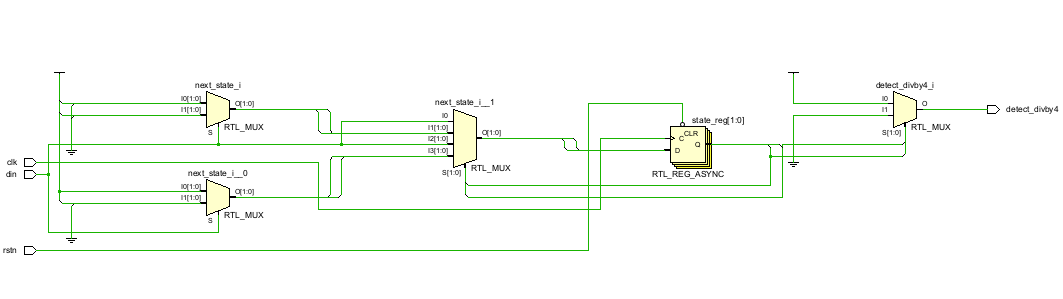 next_state_i
I0[1:0]
I1[1:0]
O[1:0]
S
RTL_MUX
clk
din
next_state_i__0
I0[1:0]
I1[1:0]
O[1:0]
S
RTL_MUX
rstn
next_state_i__1
I0
I1[1:0]
I2[1:0]
I3[1:0]
O[1:0]
S[1:0]
RTL_MUX
state_reg[1:0]
CLR
C
Q
D
RTL_REG_ASYNC
detect_divby4_i
I0
I1
O
S[1:0]
RTL_MUX
detect_divby4